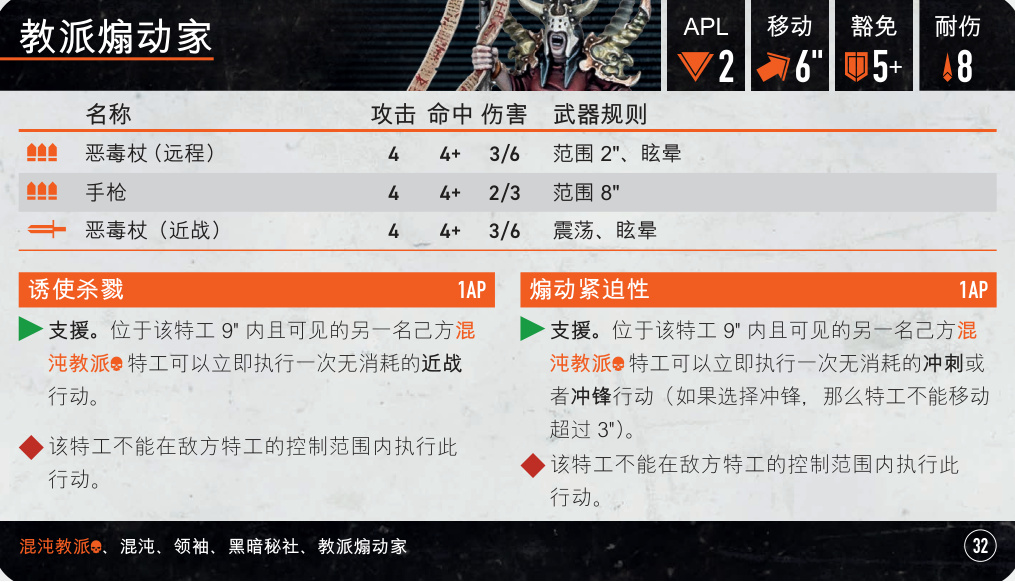 教派煽动家
APL 移动 豁免 耐伤
2 6" 5+ 8
名称 攻击 命中 伤害 武器规则
恶毒杖（远程） 4 4+ 3/6 范围 2"、眩晕
手枪 4 4+ 2/3 范围 8"
恶毒杖（近战） 4 4+ 3/6 震荡、眩晕
诱使杀戮 1AP
支援。位于该特工 9" 内且可见的另一名己方混
沌教派特工可以立即执行一次无消耗的近战
行动。
该特工不能在敌方特工的控制范围内执行此
行动。
煽动紧迫性 1AP
支援。位于该特工 9" 内且可见的另一名己方混
沌教派特工可以立即执行一次无消耗的冲刺或
者冲锋行动（如果选择冲锋，那么特工不能移动
超过 3"）。
该特工不能在敌方特工的控制范围内执行此
行动。
混沌教派、混沌、领袖、黑暗秘社、教派煽动家
32